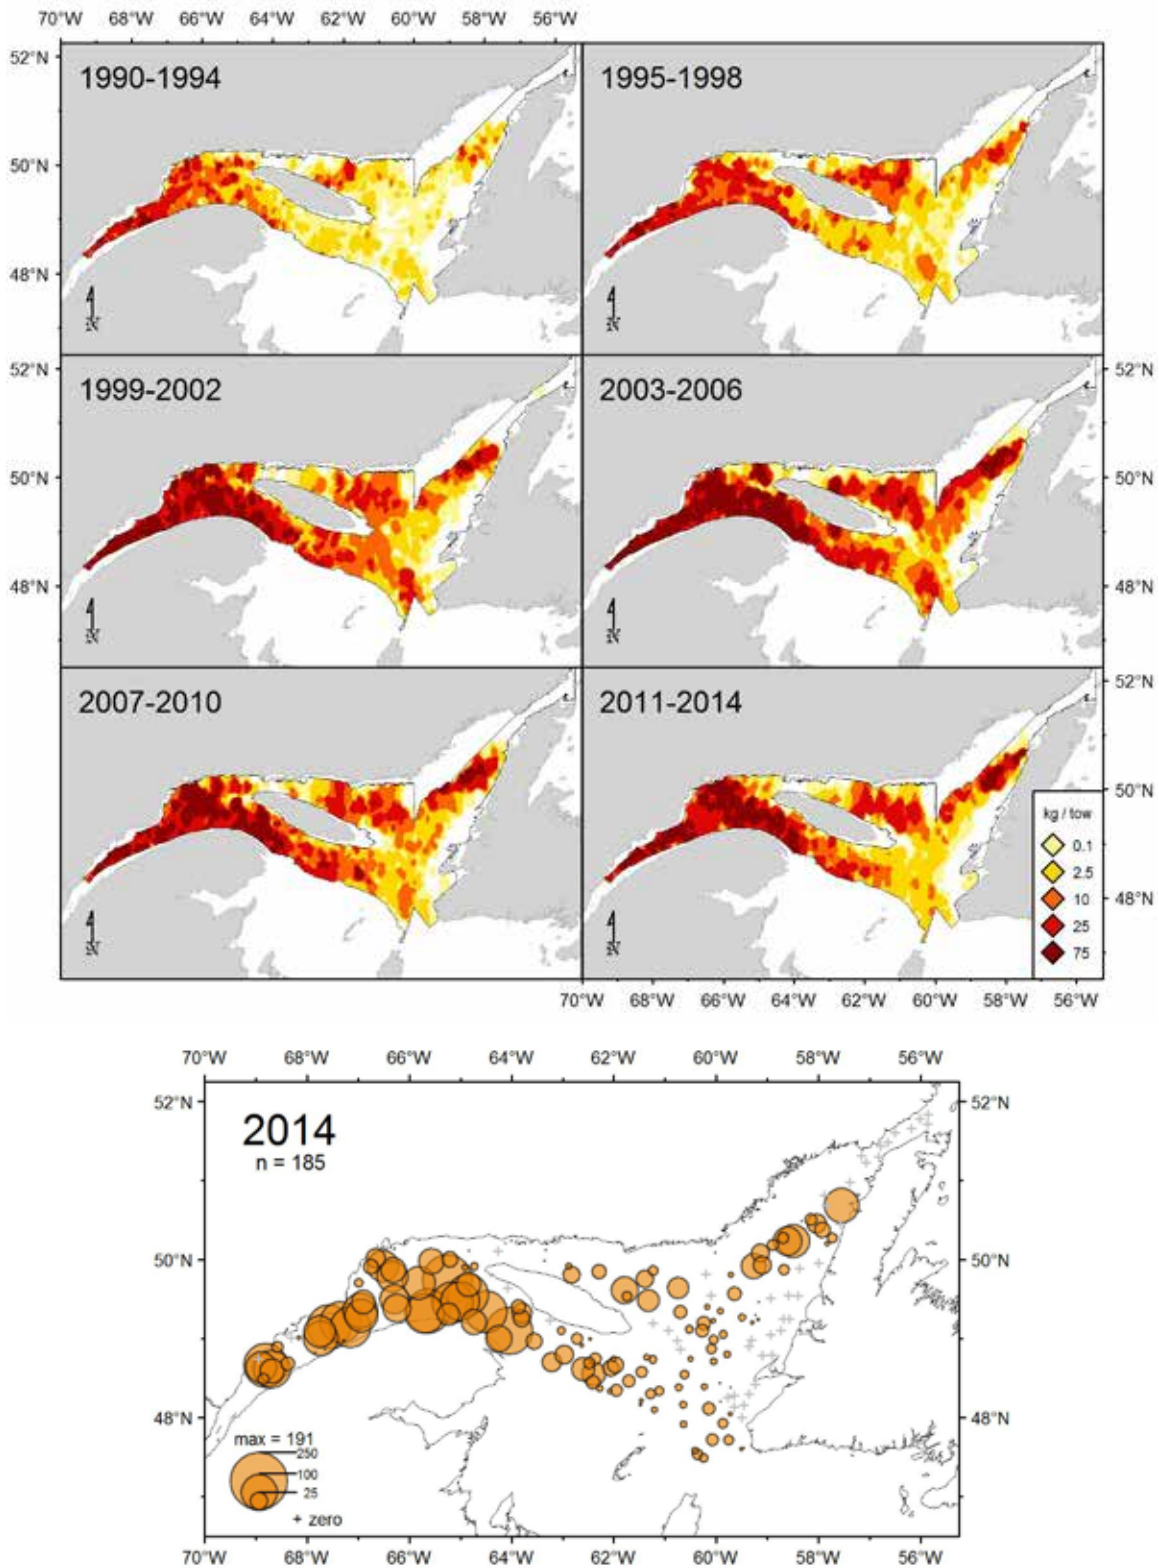 70°W 68°W 66°W 64°W 62°W 60°W 58°W 56°W
52°N
1990-1994
1995-1998
50°N
48°N
N
N
52°N
52°N
1999-2002
2003-2006
50°N
50°N
48°N
48°N
N
N
52°N
2007-2010
2011-2014
50°N
kg / tow
0.1
2.5
48°N
10
25
75
N
N
70°W 68°W 66°W 64°W 62°W 60°W 58°W 56°W
70°W 68°W 66°W 64°W 62°W 60°W 58°W 56°W
52°N
52°N
2014
n = 185
50°N
50°N
48°N
48°N
max = 191
250
100
25
+ zero
70°W 68°W 66°W 64°W 62°W 60°W 58°W 56°W